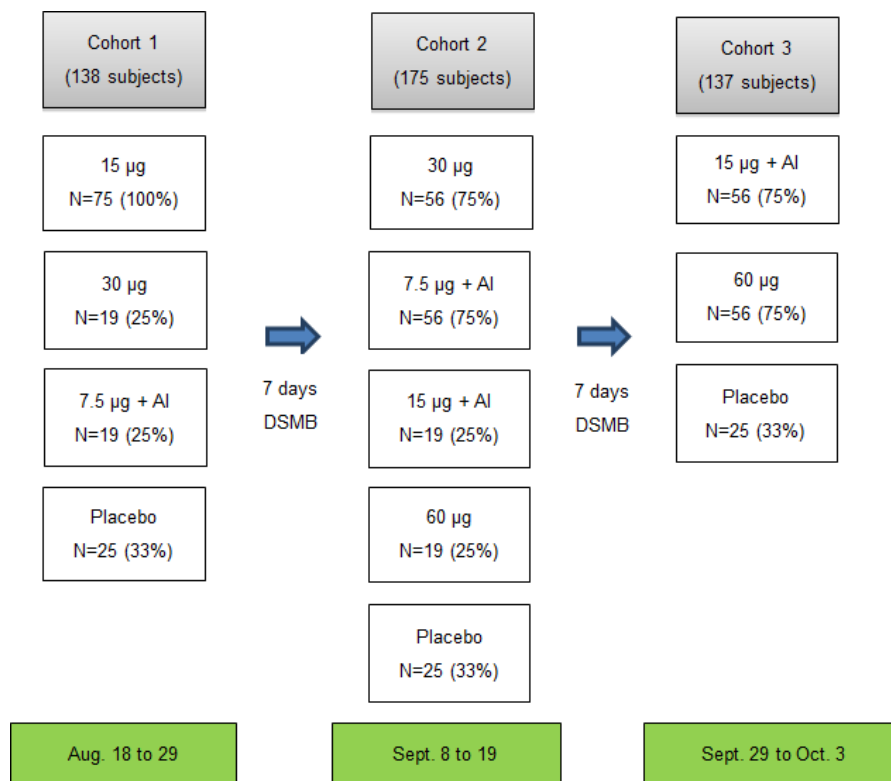 Cohort 1
(138 subjects)
15 µg
N=75 (100%)
30 µg
N=19 (25%)
7.5 µg + Al
N=19 (25%)
Placebo
N=25 (33%)
Aug. 18 to 29
7 days
DSMB
Cohort 2
(175 subjects)
30 µg
N=56 (75%)
7.5 µg + Al
N=56 (75%)
15 µg + Al
N=19 (25%)
60 µg
N=19 (25%)
Placebo
N=25 (33%)
Sept. 8 to 19
7 days
DSMB
Cohort 3
(137 subjects)
15 µg + Al
N=56 (75%)
60 µg
N=56 (75%)
Placebo
N=25 (33%)
Sept. 29 to Oct. 3